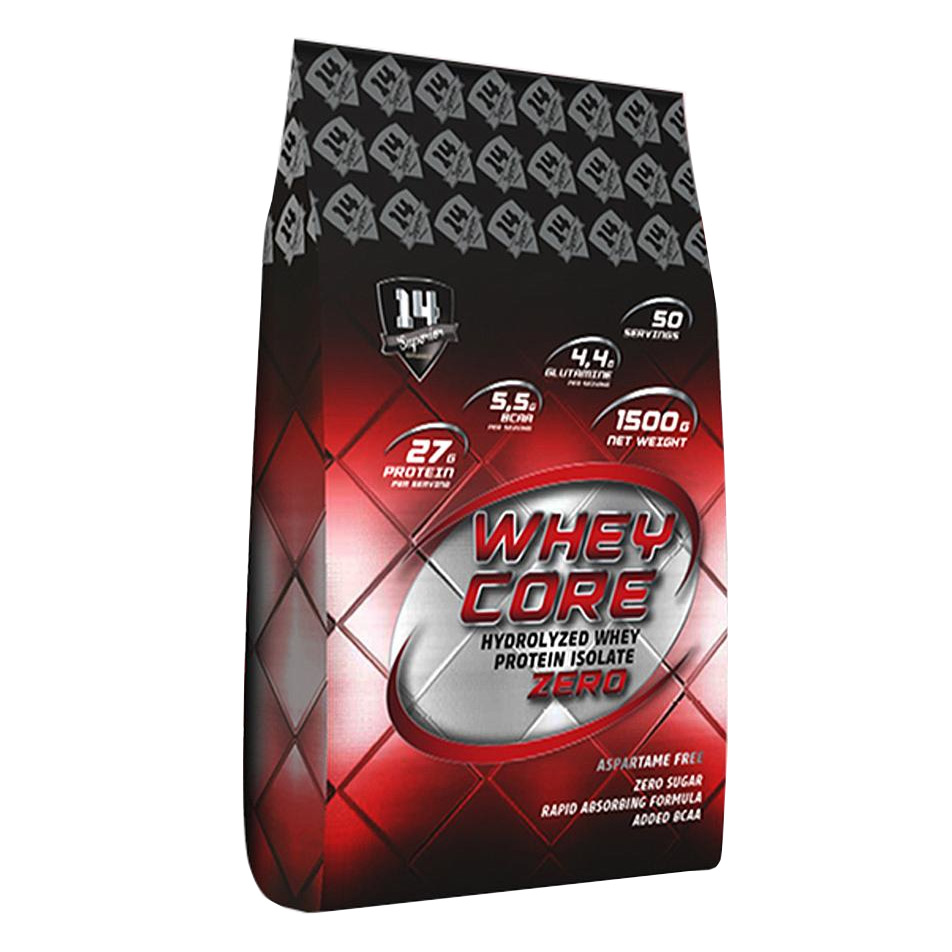 14
Superior
50
SERVINGS
4,4G
GLUTAMINE
PER SERVING
5,5G
BCAA
PER SERVING
1500G
NET WEIGHT
27G
PROTEIN
PER SERVING
WHEY
CORE
HYDROLYZED WHEY
PROTEIN ISOLATE
ZERO
ASPARTAME FREE
ZERO SUGAR
RAPID ABSORBING FORMULA
ADDED BCAA